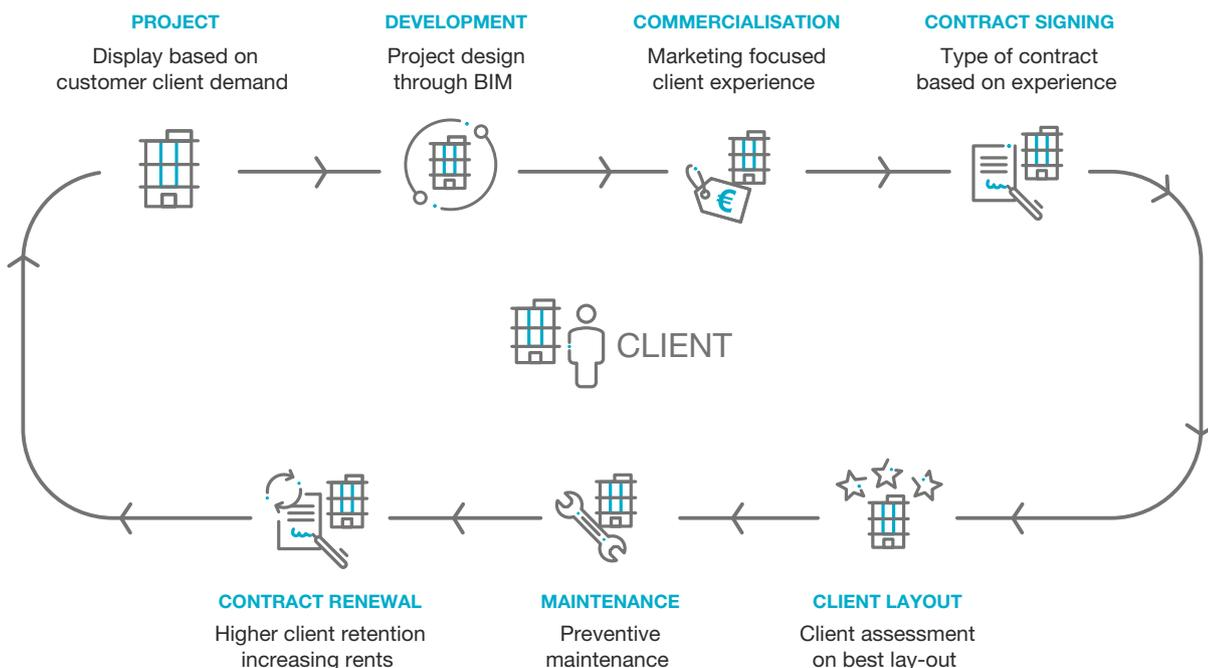 PROJECT
Display based on
customer client demand
DEVELOPMENT
Project design
through BIM
COMMERCIALISATION
Marketing focused
client experience
CONTRACT SIGNING
Type of contract
based on experience
€
CLIENT
CONTRACT RENEWAL
Higher client retention
increasing rents
MAINTENANCE
Preventive
maintenance
CLIENT LAYOUT
Client assessment
on best lay-out